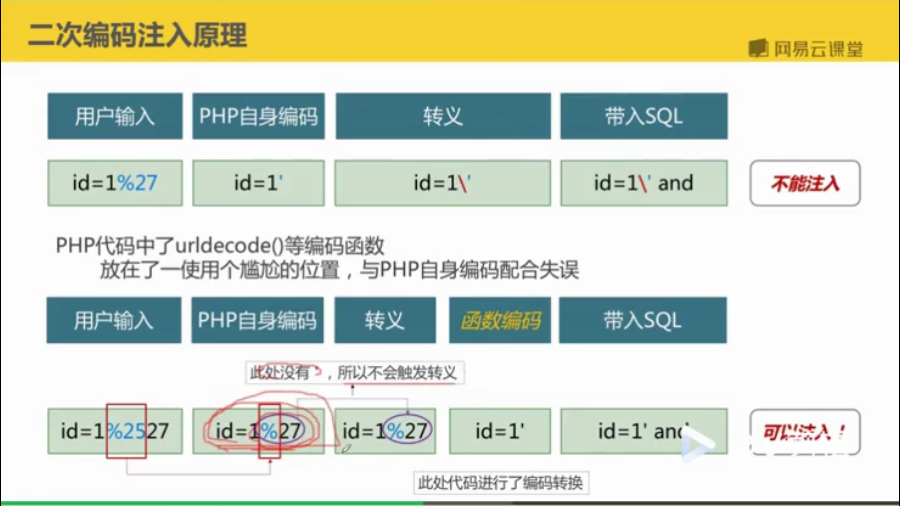 二次编码注入原理
网易云课堂
用户输入 PHP自身编码 转义 带入SQL
id=1%27 id=1' id=1\' id=1\' and 不能注入
PHP代码中了urldecode()等编码函数
放在了一使用个尴尬的位置，与PHP自身编码配合失误
用户输入 PHP自身编码 转义 函数编码 带入SQL
此处没有'，所以不会触发转义
id=1%2527 id=1%27 id=1%27 id=1' id=1' and 可以注入！
此处代码进行了编码转换